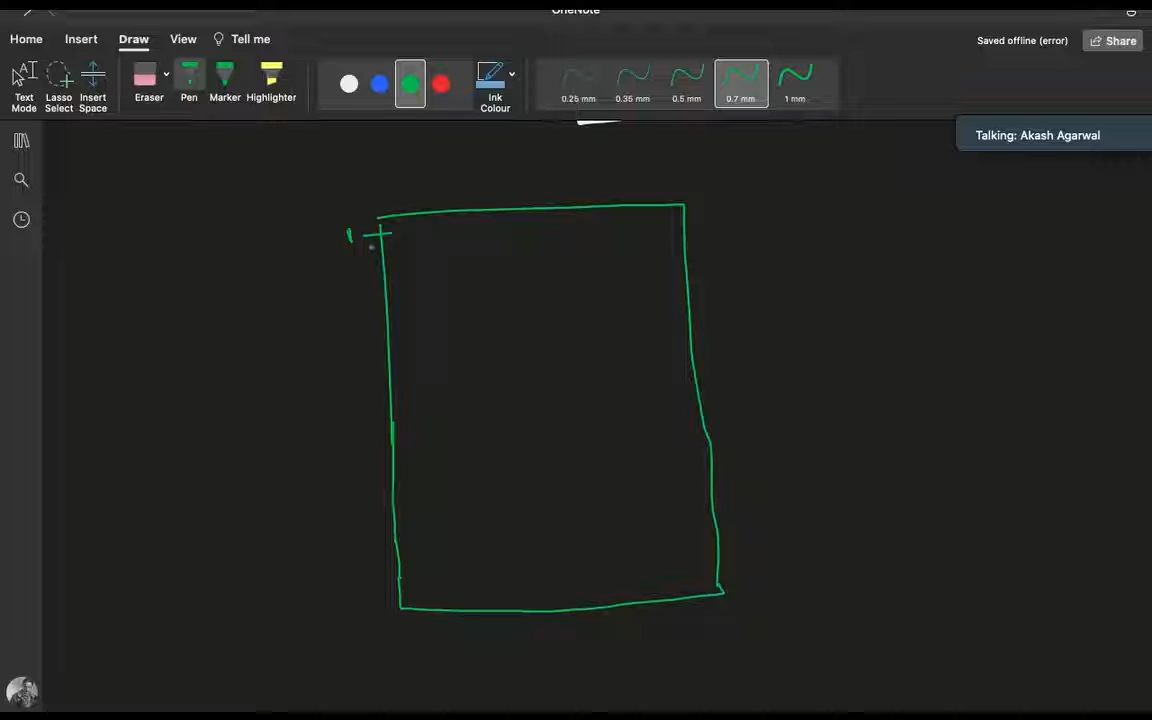 OneNote
Home Insert Draw View Tell me
Saved offline (error) Share
Text Mode
Lasso Select
Insert Space
Eraser
Pen
Marker
Highlighter
Ink Colour
0.25 mm
0.35 mm
0.5 mm
0.7 mm
1 mm
Talking: Akash Agarwal